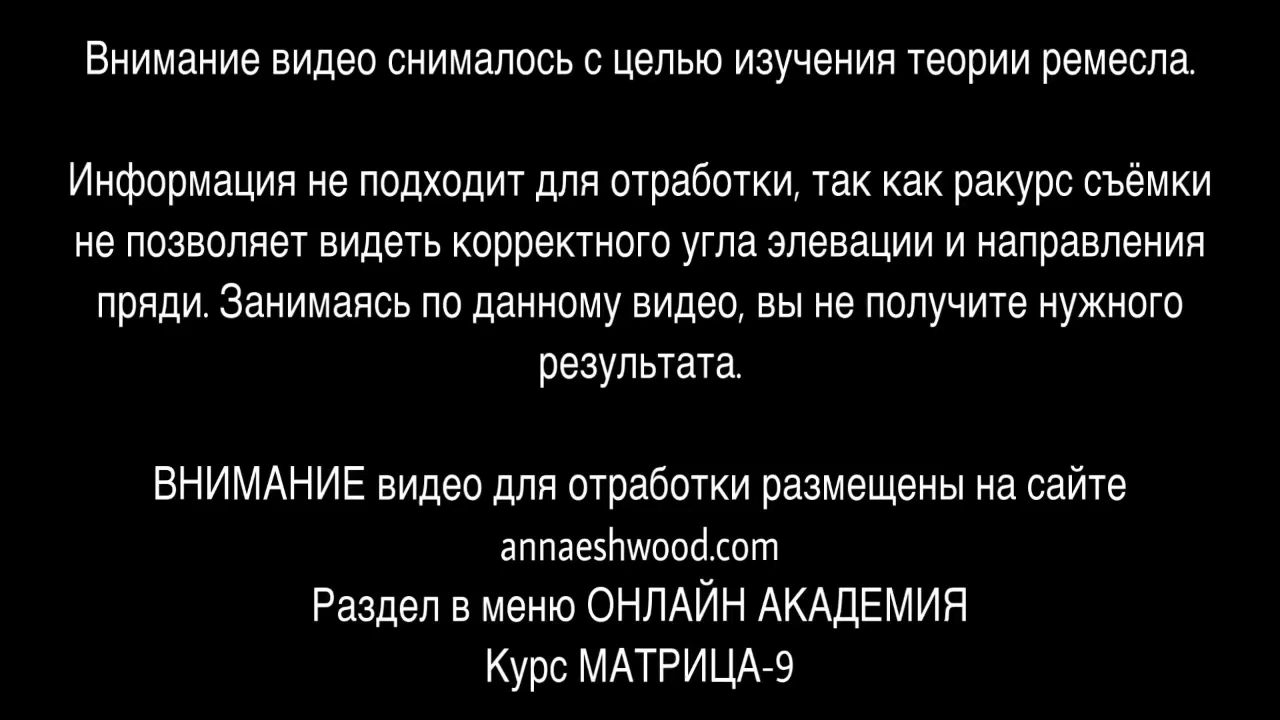 Внимание видео снималось с целью изучения теории ремесла.
Информация не подходит для отработки, так как ракурс съёмки
не позволяет видеть корректного угла элевации и направления
пряди. Занимаясь по данному видео, вы не получите нужного
результата.
ВНИМАНИЕ видео для отработки размещены на сайте
annaeshwood.com
Раздел в меню ОНЛАЙН АКАДЕМИЯ
Курс МАТРИЦА-9